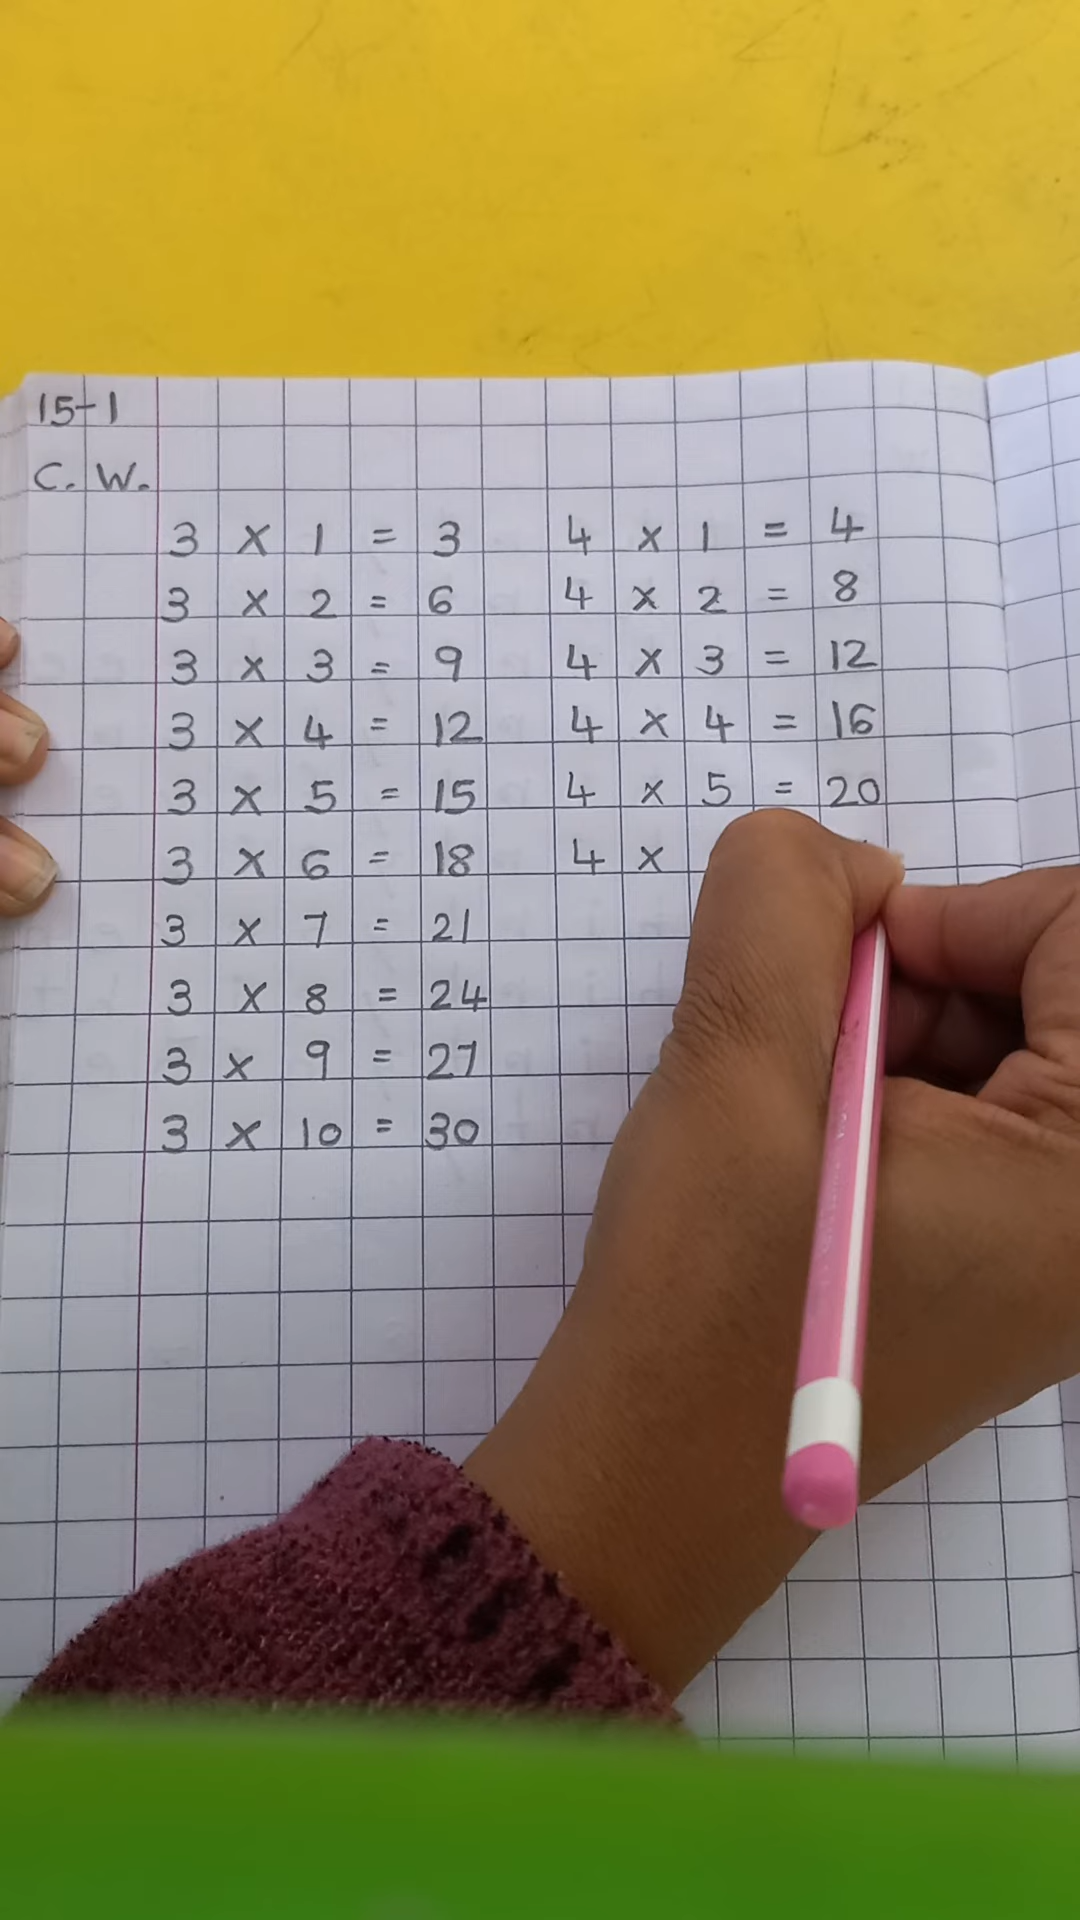 15-1
C. W.
3 × 1 = 3 4 × 1 = 4
3 × 2 = 6 4 × 2 = 8
3 × 3 = 9 4 × 3 = 12
3 × 4 = 12 4 × 4 = 16
3 × 5 = 15 4 × 5 = 20
3 × 6 = 18 4 ×
3 × 7 = 21
3 × 8 = 24
3 × 9 = 27
3 × 10 = 30